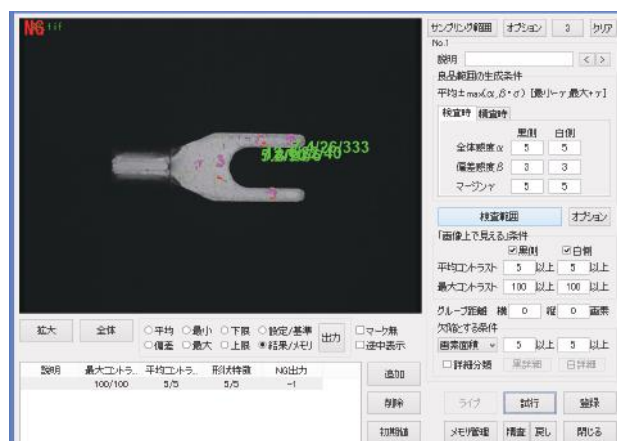 NG fif
サンプリング範囲 オプション 3 クリア
No.1
説明 < >
良品範囲の生成条件
平均±max(α,β・σ) [最小-γ,最大+γ]
検査時 精査時
黒側 白側
全体感度α 5 5
偏差感度β 3 3
マージンγ 5 5
検査範囲 オプション
「画像上で見える」条件
黒側 白側
平均コントラスト 5 以上 5 以上
最大コントラスト 100 以上 100 以上
グループ距離 横 0 縦 0 画素
欠陥とする条件
画素面積 5 以上 5 以上
詳細分類 黒詳細 白詳細
ライブ 試行 登録
メモリ管理 精査 戻し 閉じる
拡大 全体
平均 最小 下限 設定/基準
偏差 最大 上限 結果/メモリ
出力
マーク無
途中表示
説明 最大コントラ.. 平均コントラ.. 形状特徴 NG出力
100/100 5/5 5/5 -1
追加
削除
初期値